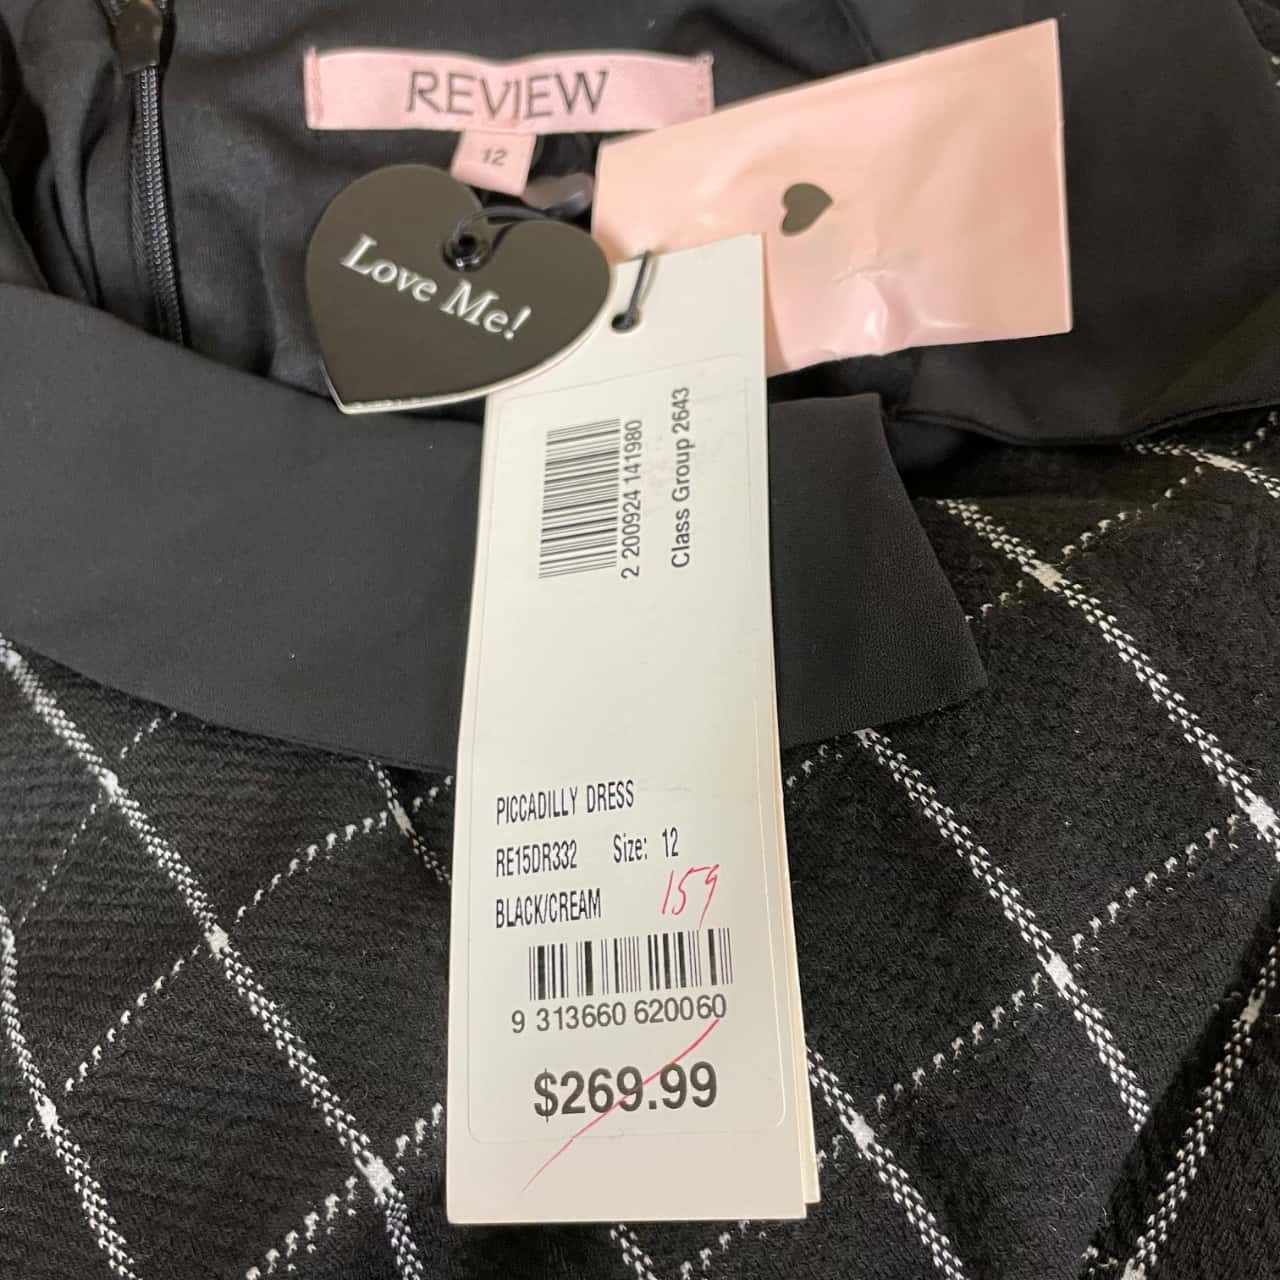 REVIEW
12
Love Me!
2 200924 141980
Class Group 2643
PICCADILLY DRESS
RE15DR332 Size: 12
BLACK/CREAM 159
9 313660 620060
$269.99